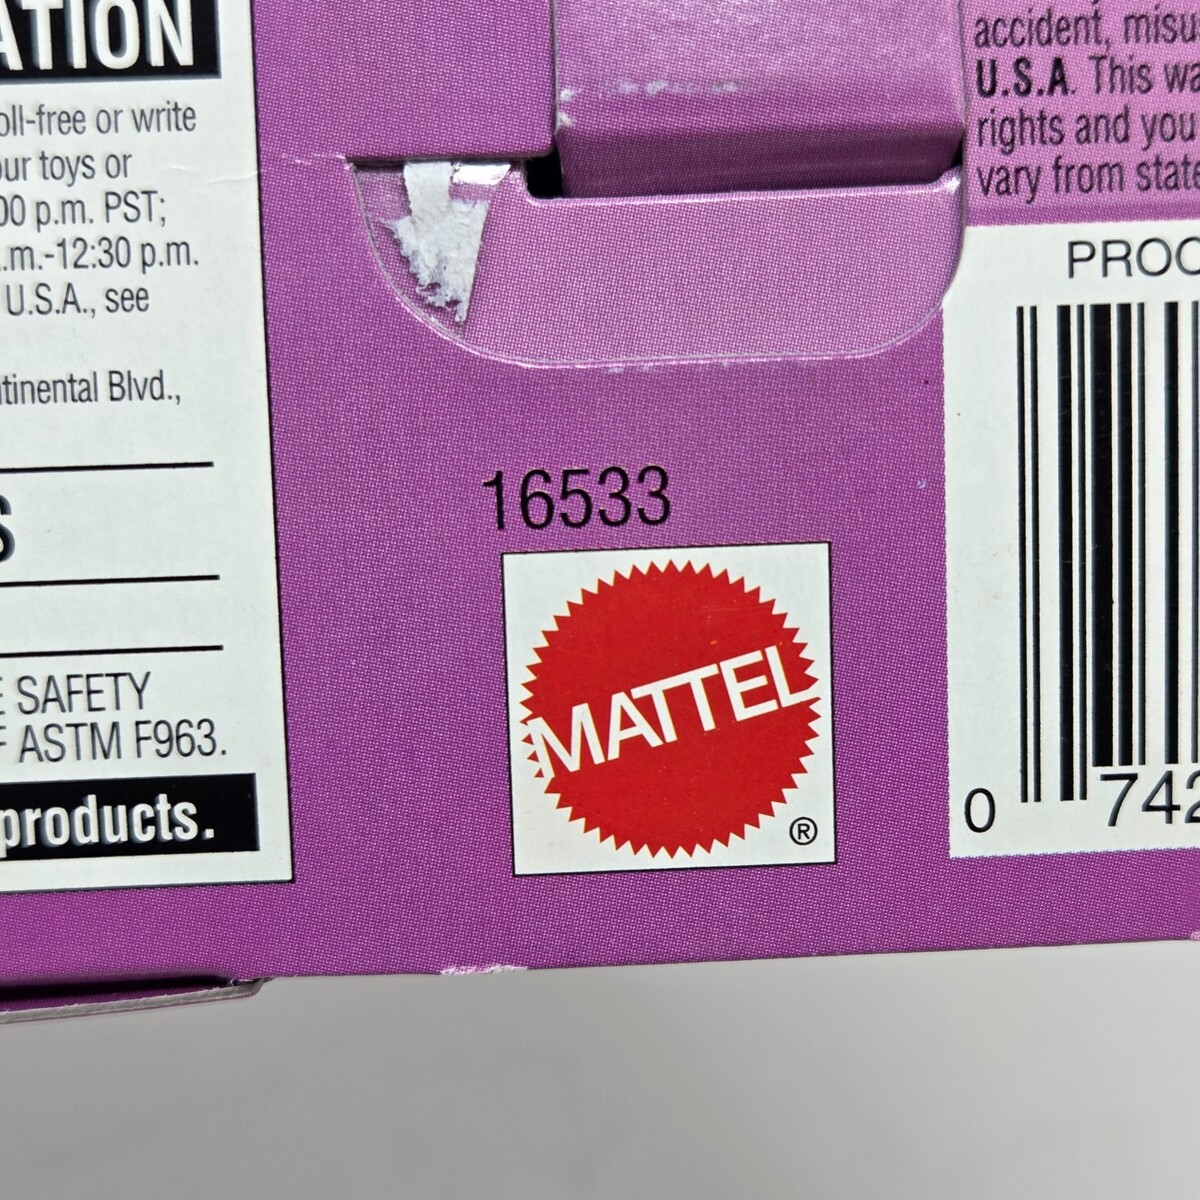 ATION
oll-free or write
our toys or
00 p.m. PST;
.m.-12:30 p.m.
U.S.A., see
tinental Blvd.,
S
E SAFETY
F ASTM F963.
products.
16533
MATTEL
®
accident, misu
U.S.A. This wa
rights and you
vary from state
PROO
0 742